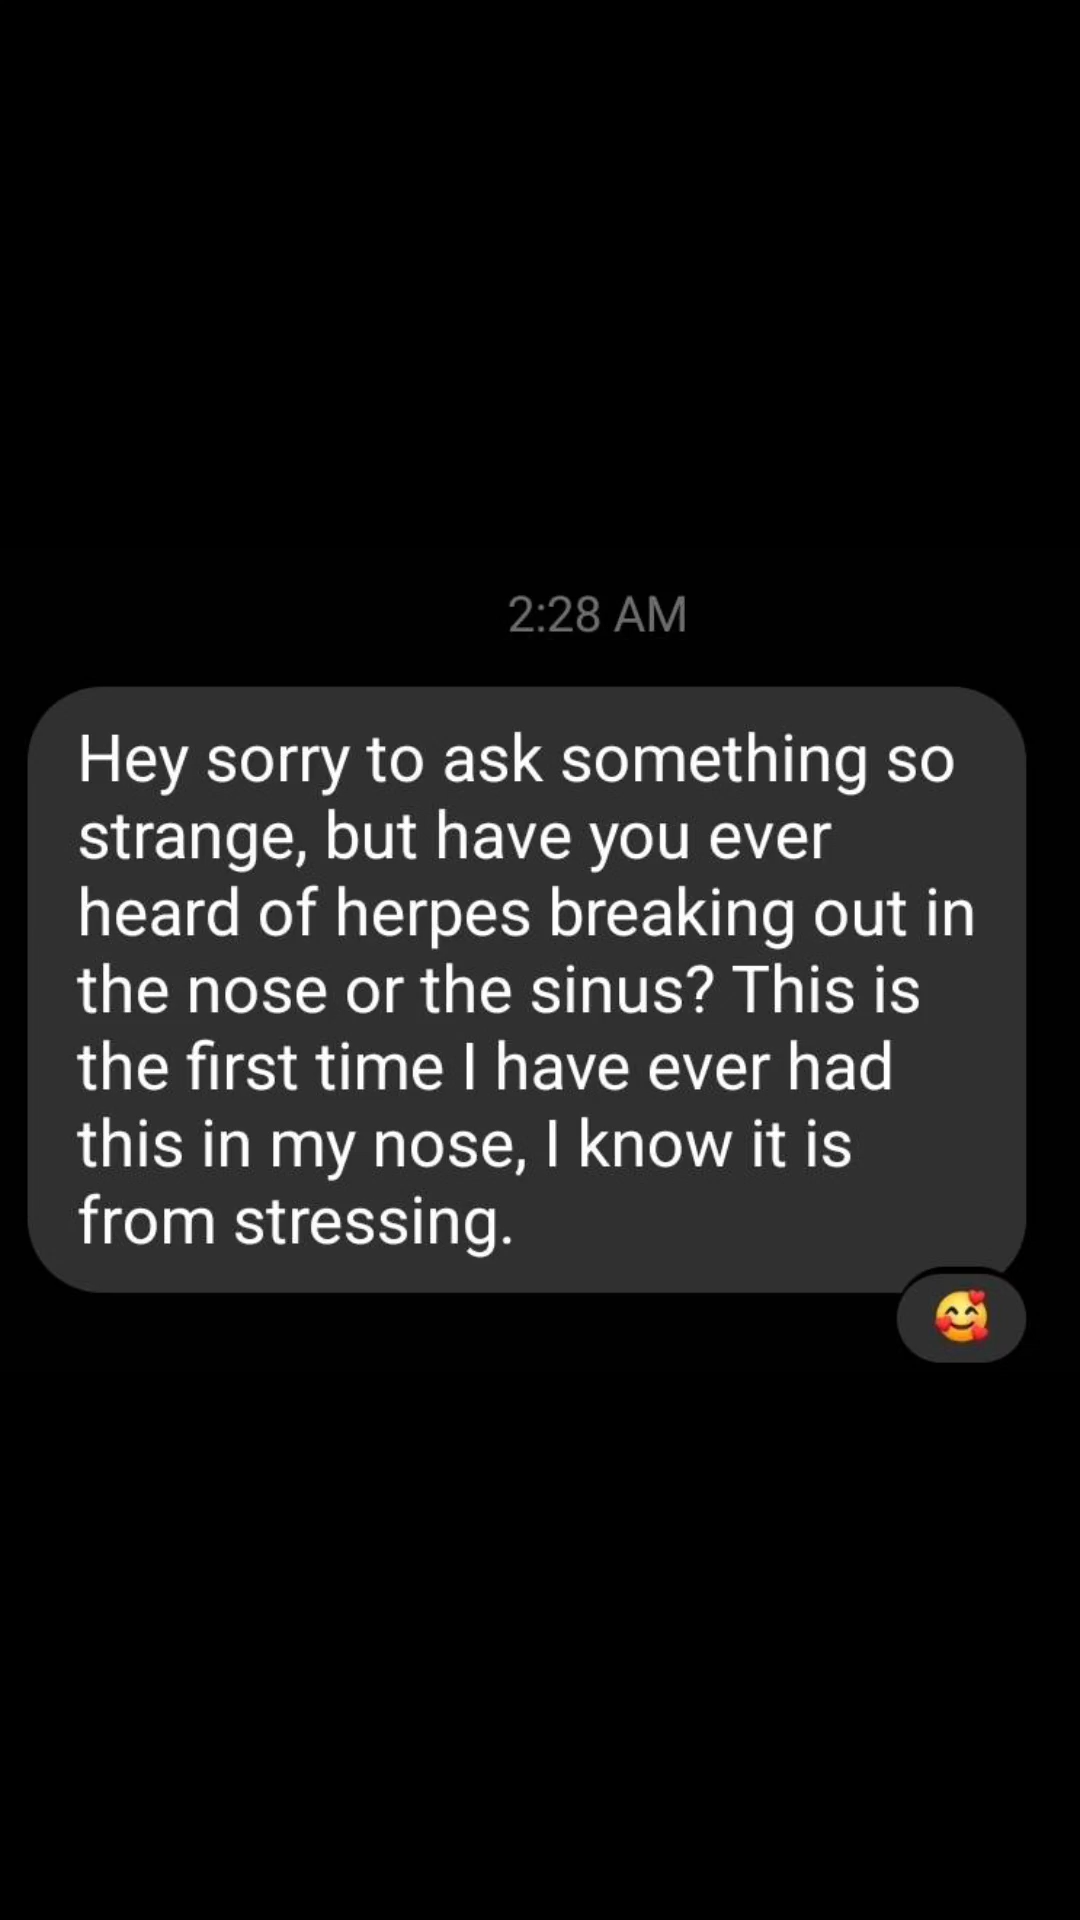 2:28 AM
Hey sorry to ask something so
strange, but have you ever
heard of herpes breaking out in
the nose or the sinus? This is
the first time I have ever had
this in my nose, I know it is
from stressing.